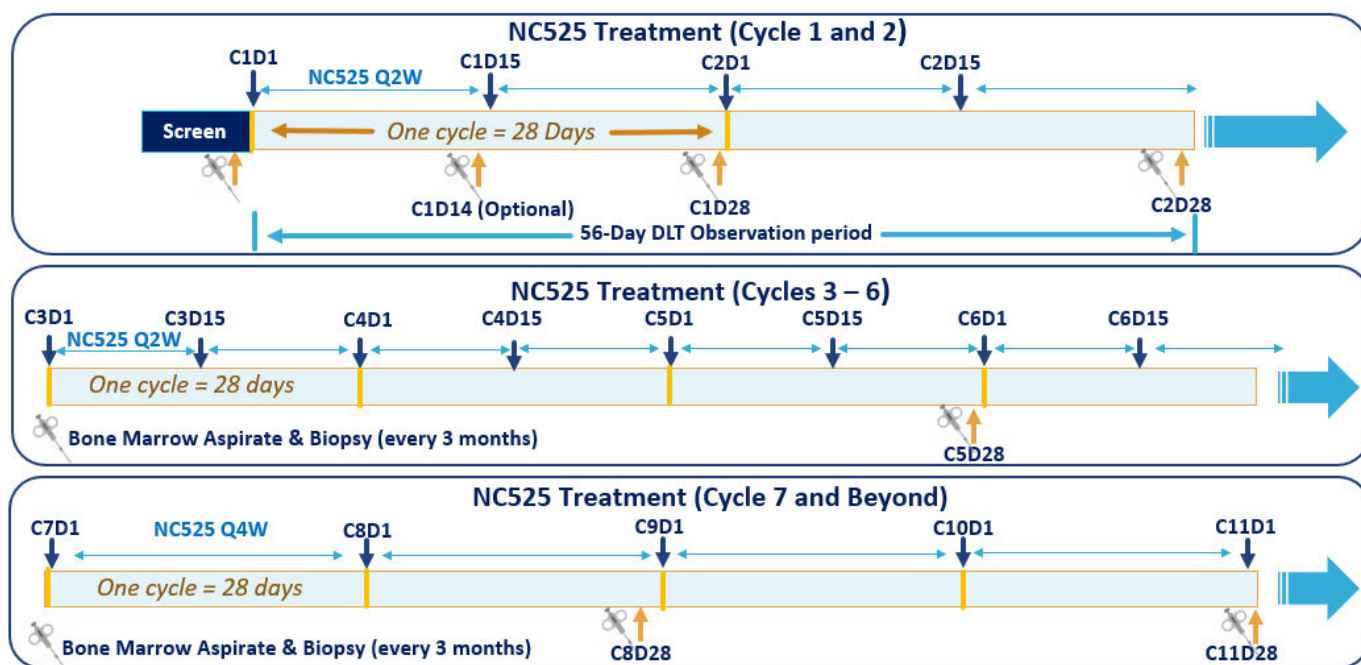 NC525 Treatment (Cycle 1 and 2)
C1D1
C1D15
C2D1
C2D15
NC525 Q2W
Screen
One cycle = 28 Days
C1D14 (Optional)
C1D28
C2D28
56-Day DLT Observation period
NC525 Treatment (Cycles 3 – 6)
C3D1
C3D15
C4D1
C4D15
C5D1
C5D15
C6D1
C6D15
NC525 Q2W
One cycle = 28 days
Bone Marrow Aspirate & Biopsy (every 3 months)
C5D28
NC525 Treatment (Cycle 7 and Beyond)
C7D1
NC525 Q4W
C8D1
C9D1
C10D1
C11D1
One cycle = 28 days
Bone Marrow Aspirate & Biopsy (every 3 months)
C8D28
C11D28